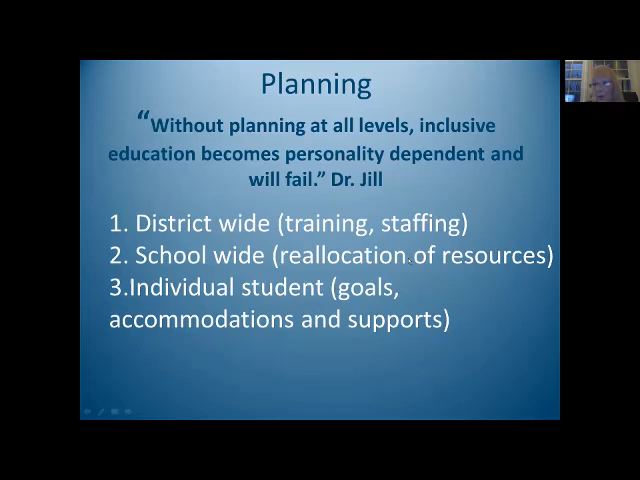 Planning
“Without planning at all levels, inclusive
education becomes personality dependent and
will fail.” Dr. Jill
1. District wide (training, staffing)
2. School wide (reallocation of resources)
3.Individual student (goals,
accommodations and supports)